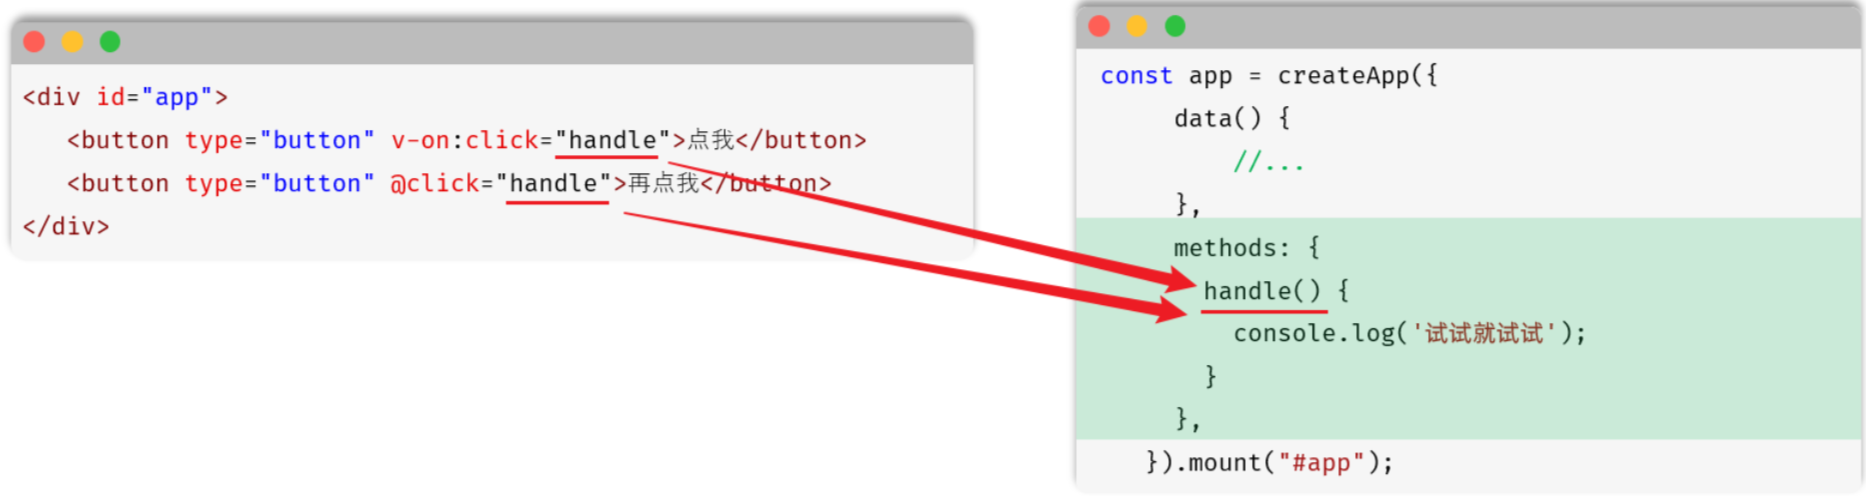 <div id="app">
<button type="button" v-on:click="handle">点我</button>
<button type="button" @click="handle">再点我</button>
</div>
const app = createApp({
data() {
//...
},
methods: {
handle() {
console.log('试试就试试');
}
},
}).mount("#app");